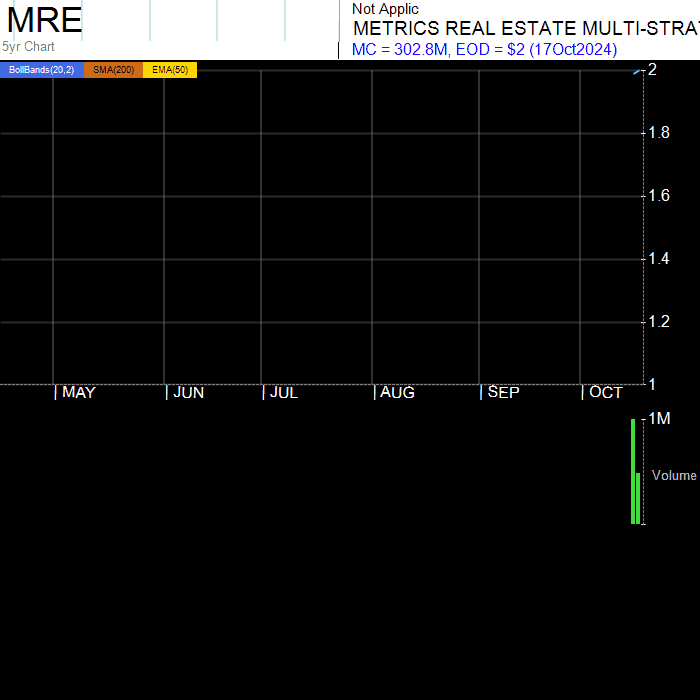 MRE
5yr Chart
Not Applic
METRICS REAL ESTATE MULTI-STRA
MC = 302.8M, EOD = $2 (17Oct2024)
BollBands(20,2) SMA(200) EMA(50)
2
1.8
1.6
1.4
1.2
1
MAY JUN JUL AUG SEP OCT
1M
Volume